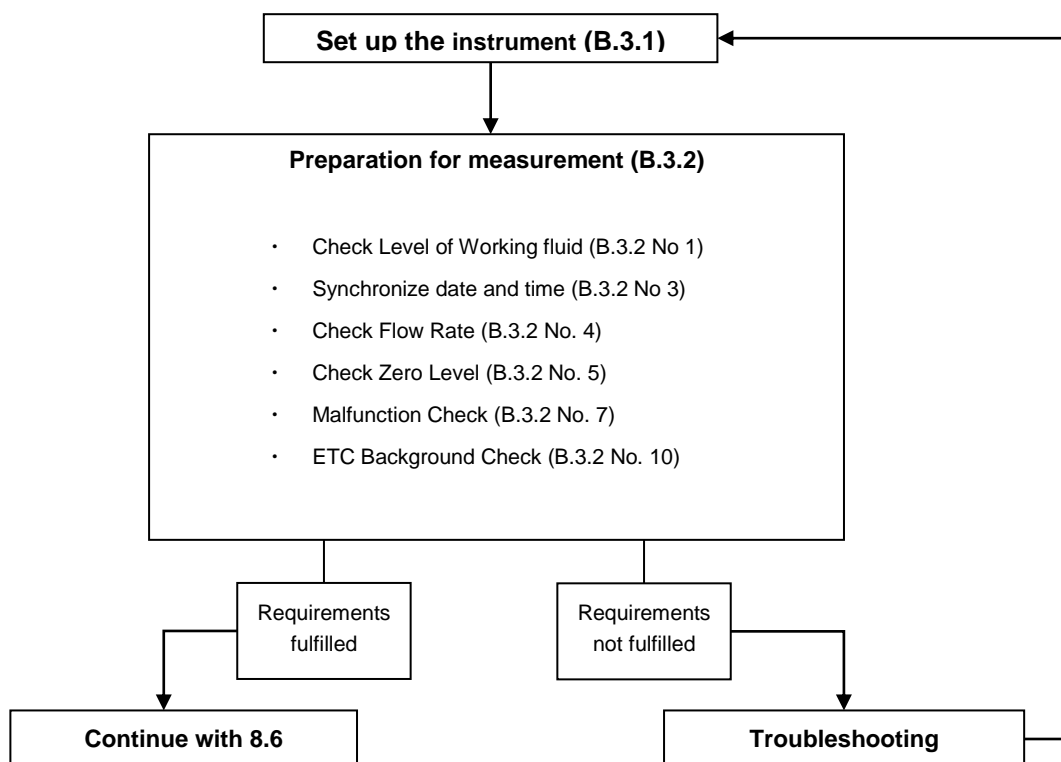 Set up the instrument (B.3.1)
Preparation for measurement (B.3.2)
· Check Level of Working fluid (B.3.2 No 1)
· Synchronize date and time (B.3.2 No 3)
· Check Flow Rate (B.3.2 No. 4)
· Check Zero Level (B.3.2 No. 5)
· Malfunction Check (B.3.2 No. 7)
· ETC Background Check (B.3.2 No. 10)
Requirements
fulfilled
Requirements
not fulfilled
Continue with 8.6
Troubleshooting